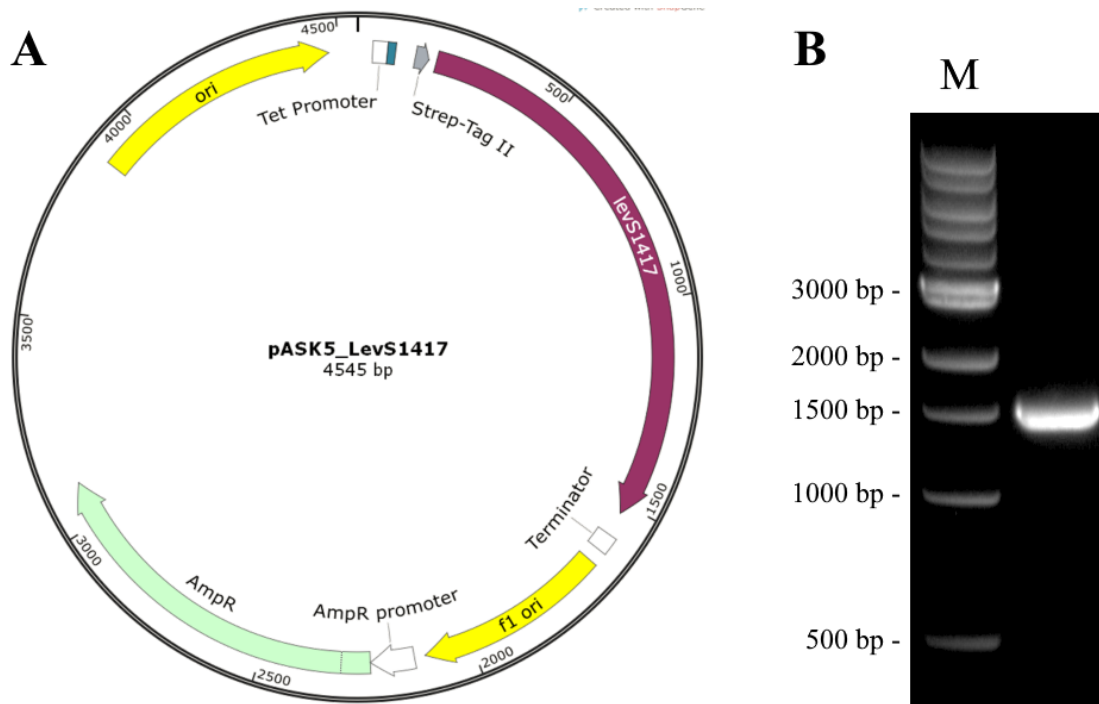 A
4500
ori
Tet Promoter
Strep-Tag II
500
levS1417
1000
4000
3500
pASK5_LevS1417
4545 bp
1500
Terminator
f1 ori
2000
AmpR promoter
AmpR
2500
3000
B
M
3000 bp -
2000 bp -
1500 bp -
1000 bp -
500 bp -